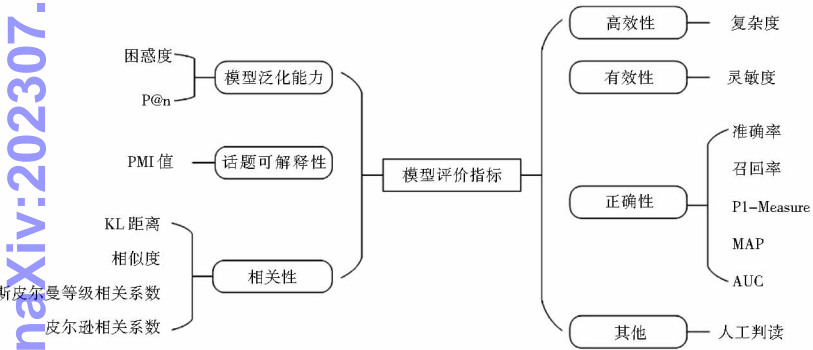 naXiv:202307.
困惑度
P@n
模型泛化能力
PMI值
话题可解释性
KL距离
相似度
斯皮尔曼等级相关系数
皮尔逊相关系数
相关性
模型评价指标
高效性
复杂度
有效性
灵敏度
正确性
准确率
召回率
P1-Measure
MAP
AUC
其他
人工判读